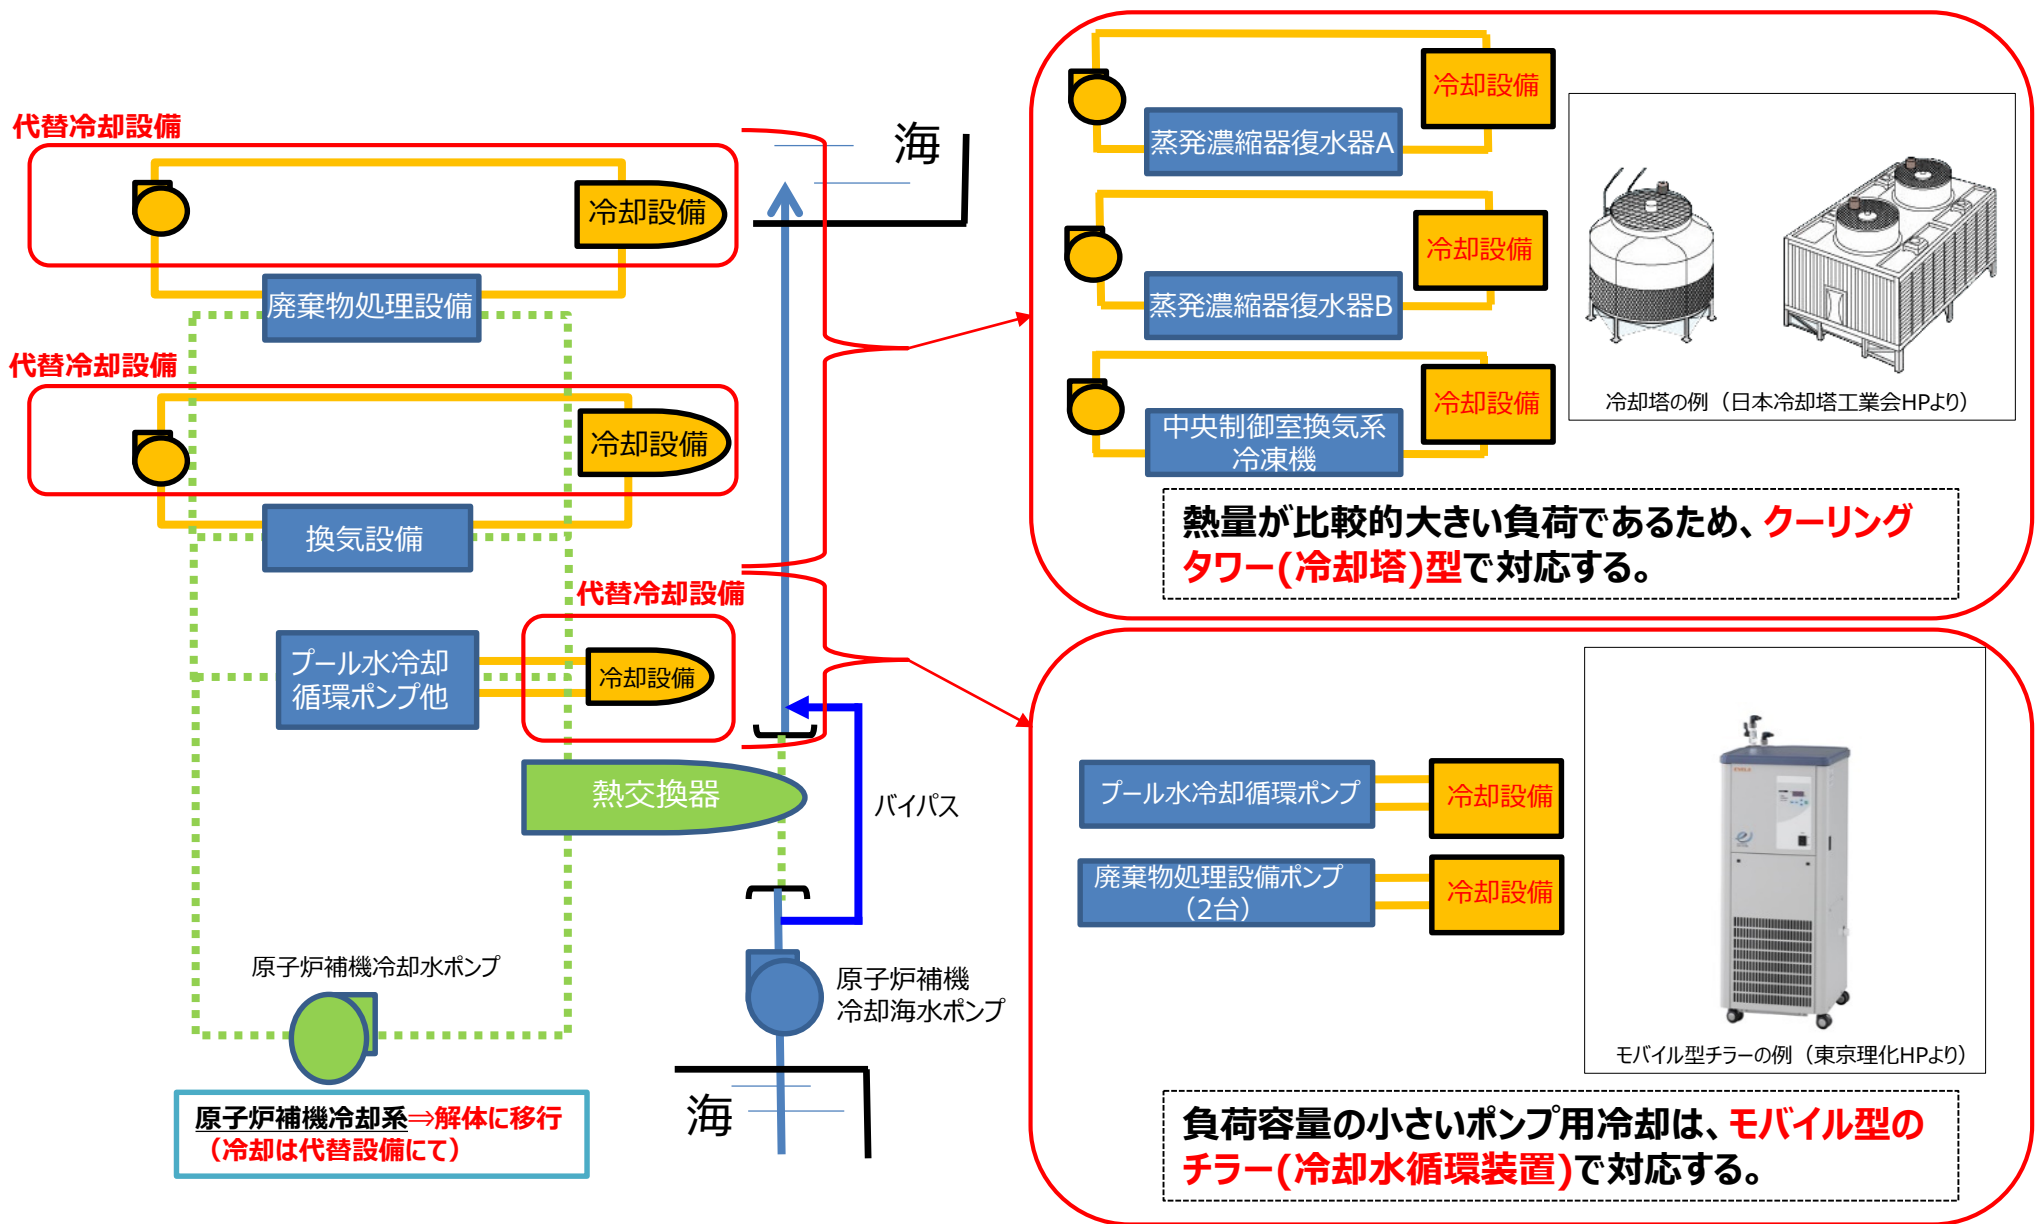 代替冷却設備
冷却設備
廃棄物処理設備
代替冷却設備
冷却設備
換気設備
代替冷却設備
プール水冷却
循環ポンプ他
冷却設備
熱交換器
バイパス
原子炉補機冷却水ポンプ
原子炉補機
冷却海水ポンプ
原子炉補機冷却系⇒解体に移行
（冷却は代替設備にて）
海
海
冷却設備
蒸発濃縮器復水器A
冷却設備
蒸発濃縮器復水器B
冷却設備
中央制御室換気系
冷凍機
冷却塔の例（日本冷却塔工業会HPより）
熱量が比較的大きい負荷であるため、クーリング
タワー(冷却塔)型で対応する。
プール水冷却循環ポンプ
冷却設備
廃棄物処理設備ポンプ
（2台）
冷却設備
モバイル型チラーの例（東京理化HPより）
負荷容量の小さいポンプ用冷却は、モバイル型の
チラー(冷却水循環装置)で対応する。